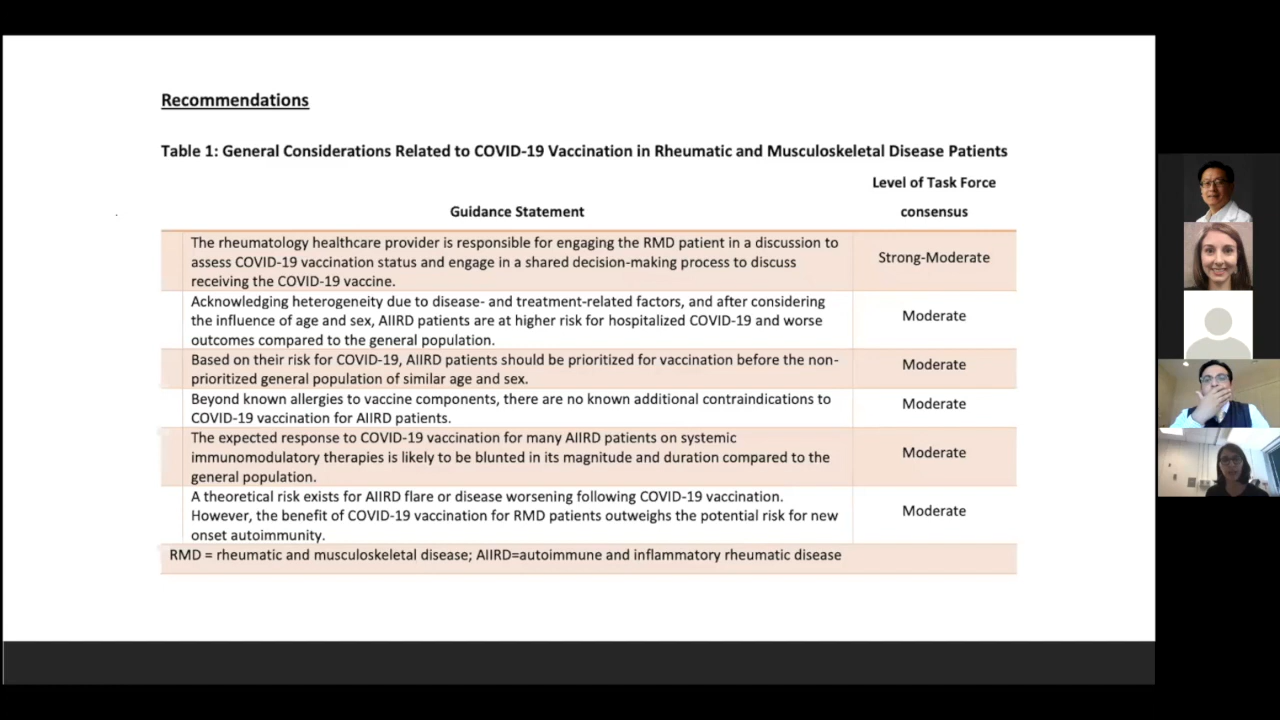 Recommendations
Table 1: General Considerations Related to COVID-19 Vaccination in Rheumatic and Musculoskeletal Disease Patients
Level of Task Force
Guidance Statement
consensus
The rheumatology healthcare provider is responsible for engaging the RMD patient in a discussion to
assess COVID-19 vaccination status and engage in a shared decision-making process to discuss
receiving the COVID-19 vaccine.
Strong-Moderate
Acknowledging heterogeneity due to disease- and treatment-related factors, and after considering
the influence of age and sex, AIIRD patients are at higher risk for hospitalized COVID-19 and worse
outcomes compared to the general population.
Moderate
Based on their risk for COVID-19, AIIRD patients should be prioritized for vaccination before the non-
prioritized general population of similar age and sex.
Moderate
Beyond known allergies to vaccine components, there are no known additional contraindications to
COVID-19 vaccination for AIIRD patients.
Moderate
The expected response to COVID-19 vaccination for many AIIRD patients on systemic
immunomodulatory therapies is likely to be blunted in its magnitude and duration compared to the
general population.
Moderate
A theoretical risk exists for AIIRD flare or disease worsening following COVID-19 vaccination.
However, the benefit of COVID-19 vaccination for RMD patients outweighs the potential risk for new
onset autoimmunity.
Moderate
RMD = rheumatic and musculoskeletal disease; AIIRD=autoimmune and inflammatory rheumatic disease